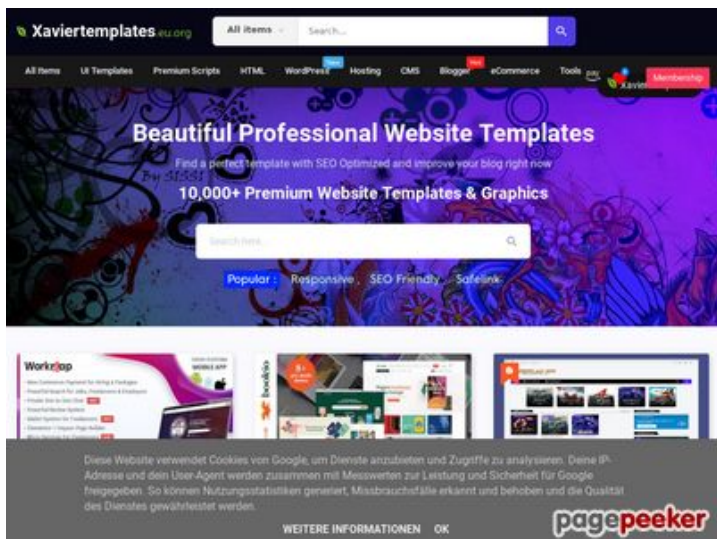 Xaviertemplates.eu.org
All items
Search...
All Items UI Templates Premium Scripts HTML WordPress New Hosting CMS Blogger Hot eCommerce Tools
Membership
Beautiful Professional Website Templates
Find a perfect template with SEO Optimized and improve your blog right now
By SISSI
10,000+ Premium Website Templates & Graphics
Search here...
Popular : Responsive , SEO Friendly, Safelink
MOBILE APP
bookio
Diese Website verwendet Cookies von Google, um Dienste anzubieten und Zugriffe zu analysieren. Deine IP-
Adresse und dein User-Agent werden zusammen mit Messwerten zur Leistung und Sicherheit für Google
freigegeben. So können Nutzungsstatistiken generiert, Missbrauchsfälle erkannt und behoben und die Qualität
des Dienstes gewährleistet werden.
WEITERE INFORMATIONEN OK
pagepeeker